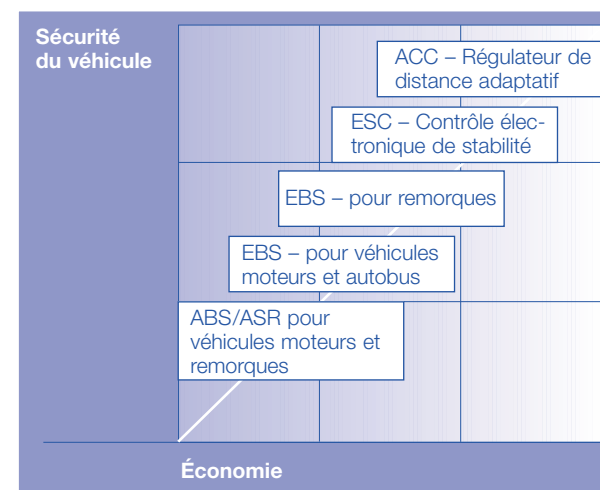 Sécurité
du véhicule
ACC – Régulateur de
distance adaptatif
ESC – Contrôle élec-
tronique de stabilité
EBS – pour remorques
EBS – pour véhicules
moteurs et autobus
ABS/ASR pour
véhicules moteurs et
remorques
Économie